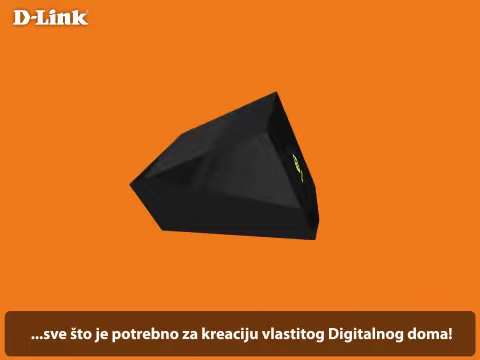 D-Link
...sve što je potrebno za kreaciju vlastitog Digitalnog doma!